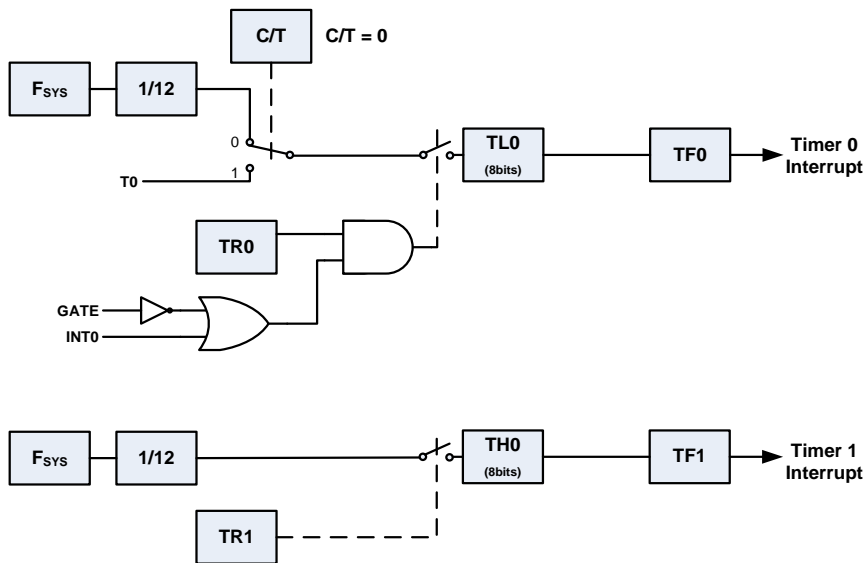 C/T
C/T = 0
FSYS
1/12
0
1
T0
TL0
(8bits)
TF0
Timer 0
Interrupt
TR0
GATE
INT0
FSYS
1/12
TH0
(8bits)
TF1
Timer 1
Interrupt
TR1